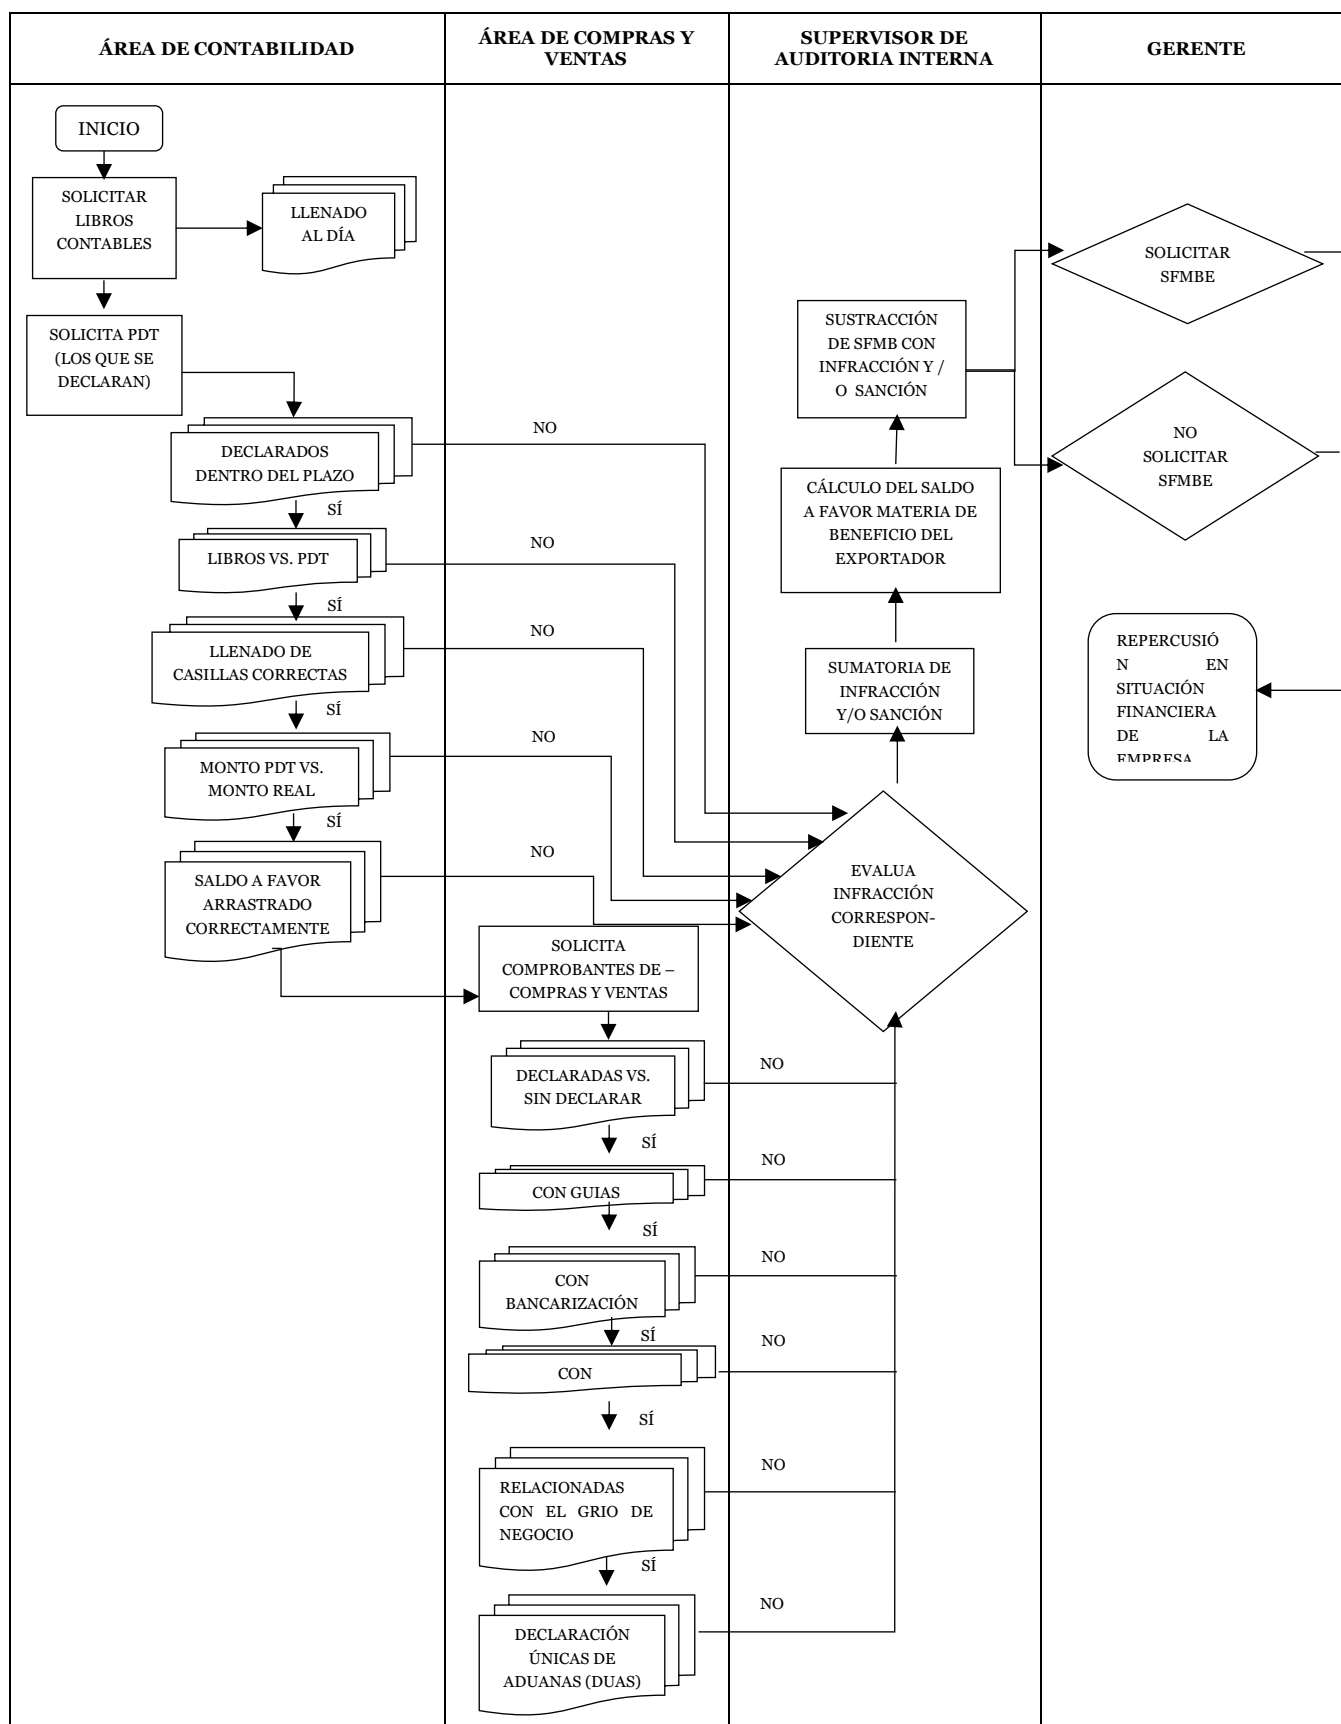 ÁREA DE CONTABILIDAD
ÁREA DE COMPRAS Y
VENTAS
SUPERVISOR DE
AUDITORIA INTERNA
GERENTE
INICIO
SOLICITAR
LIBROS
CONTABLES
LLENADO
AL DÍA
SOLICITA PDT
(LOS QUE SE
DECLARAN)
DECLARADOS
DENTRO DEL PLAZO
NO
SÍ
LIBROS VS. PDT
NO
SÍ
LLENADO DE
CASILLAS CORRECTAS
NO
SÍ
MONTO PDT VS.
MONTO REAL
NO
SÍ
SALDO A FAVOR
ARRASTRADO
CORRECTAMENTE
NO
SOLICITA
COMPROBANTES DE –
COMPRAS Y VENTAS
DECLARADAS VS.
SIN DECLARAR
NO
SÍ
CON GUIAS
NO
SÍ
CON
BANCARIZACIÓN
NO
SÍ
CON
NO
SÍ
RELACIONADAS
CON EL GRIO DE
NEGOCIO
NO
SÍ
DECLARACIÓN
ÚNICAS DE
ADUANAS (DUAS)
NO
EVALUA
INFRACCIÓN
CORRESPON-
DIENTE
SUMATORIA DE
INFRACCIÓN
Y/O SANCIÓN
CÁLCULO DEL SALDO
A FAVOR MATERIA DE
BENEFICIO DEL
EXPORTADOR
SUSTRACCIÓN
DE SFMB CON
INFRACCIÓN Y /
O SANCIÓN
SOLICITAR
SFMBE
NO
SOLICITAR
SFMBE
REPERCUSIÓ
N EN
SITUACIÓN
FINANCIERA
DE LA
EMPRESA